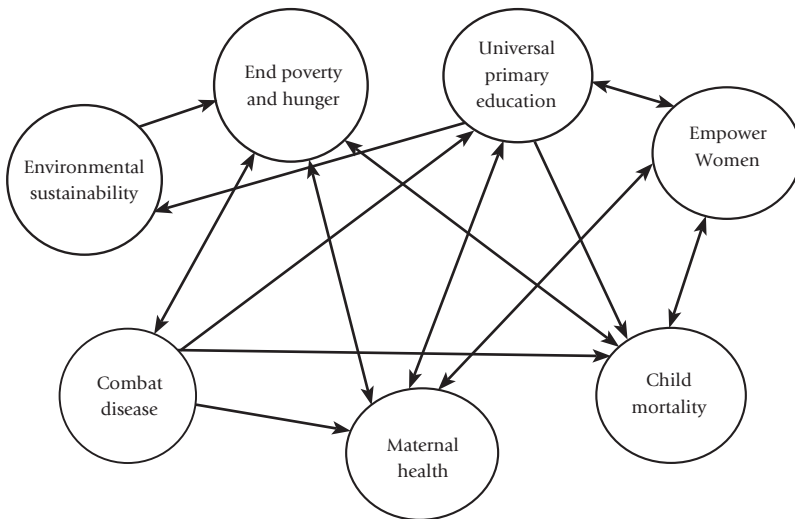 End poverty
and hunger
Universal
primary
education
Empower
Women
Environmental
sustainability
Combat
disease
Maternal
health
Child
mortality